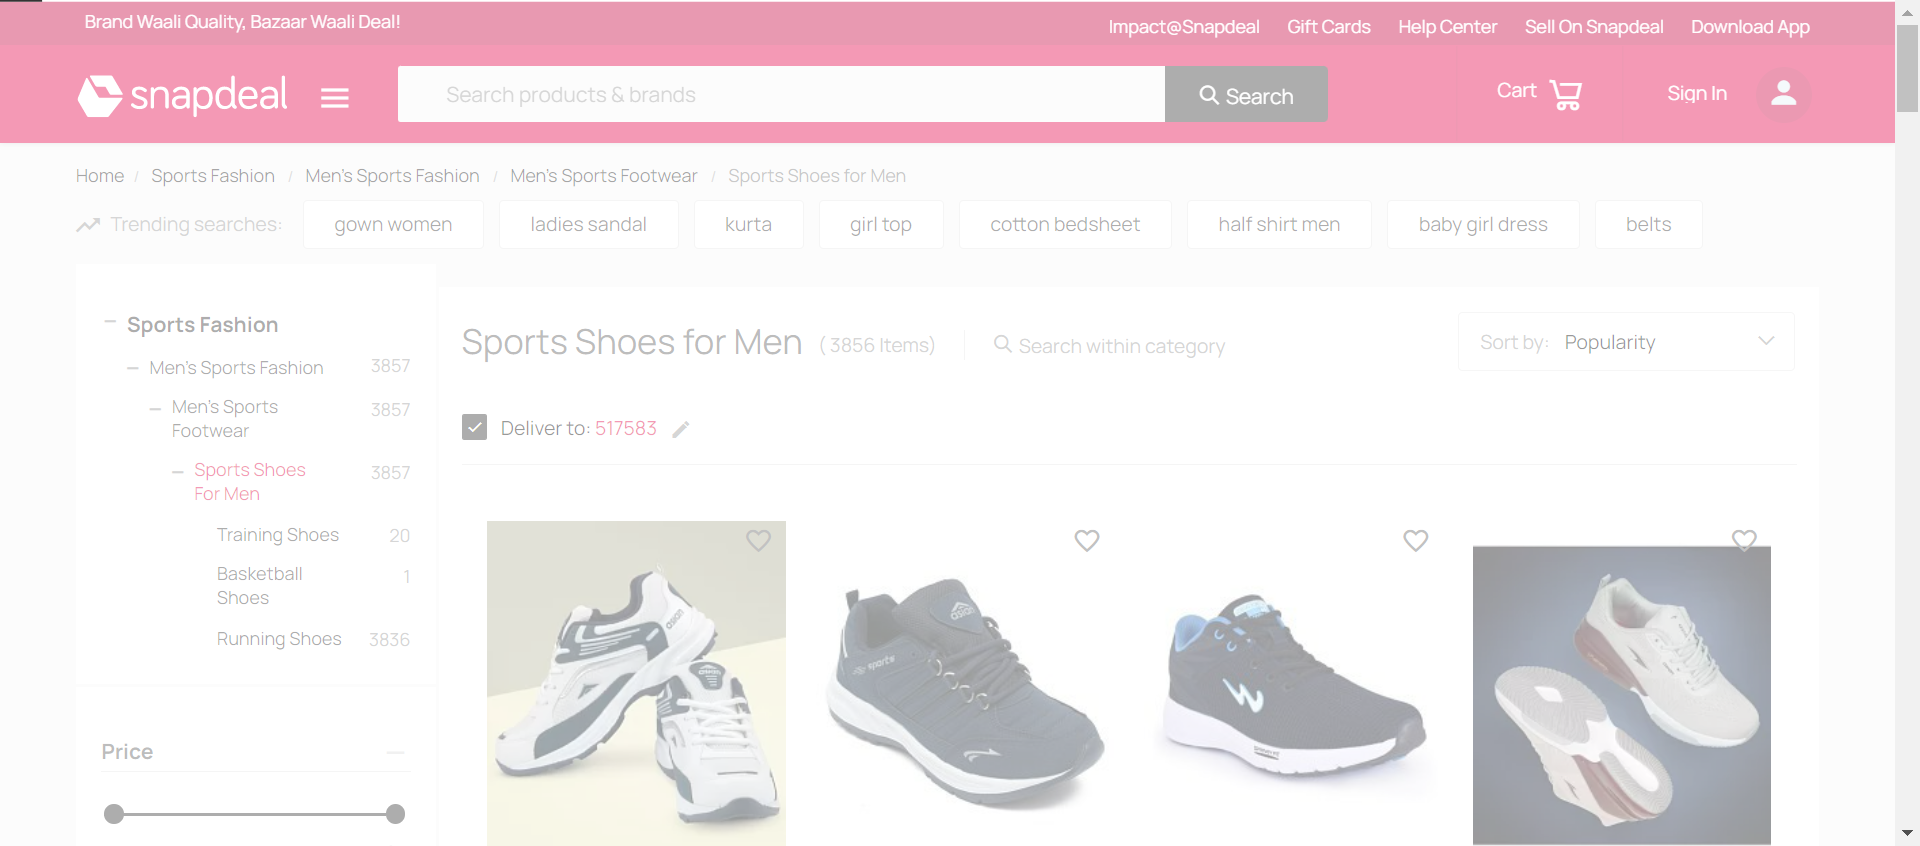 Brand Waali Quality, Bazaar Waali Deal!
Impact@Snapdeal Gift Cards Help Center Sell On Snapdeal Download App
snapdeal
Search products & brands
Search
Cart
Sign In
Home / Sports Fashion / Men's Sports Fashion / Men's Sports Footwear / Sports Shoes for Men
Trending searches: gown women ladies sandal kurta girl top cotton bedsheet half shirt men baby girl dress belts
Sports Fashion
Men's Sports Fashion 3857
Men's Sports 3857
Footwear
Sports Shoes 3857
For Men
Training Shoes 20
Basketball 1
Shoes
Running Shoes 3836
Price
Sports Shoes for Men ( 3856 Items)
Search within category
Sort by: Popularity
Deliver to: 517583
asian
asian
sports